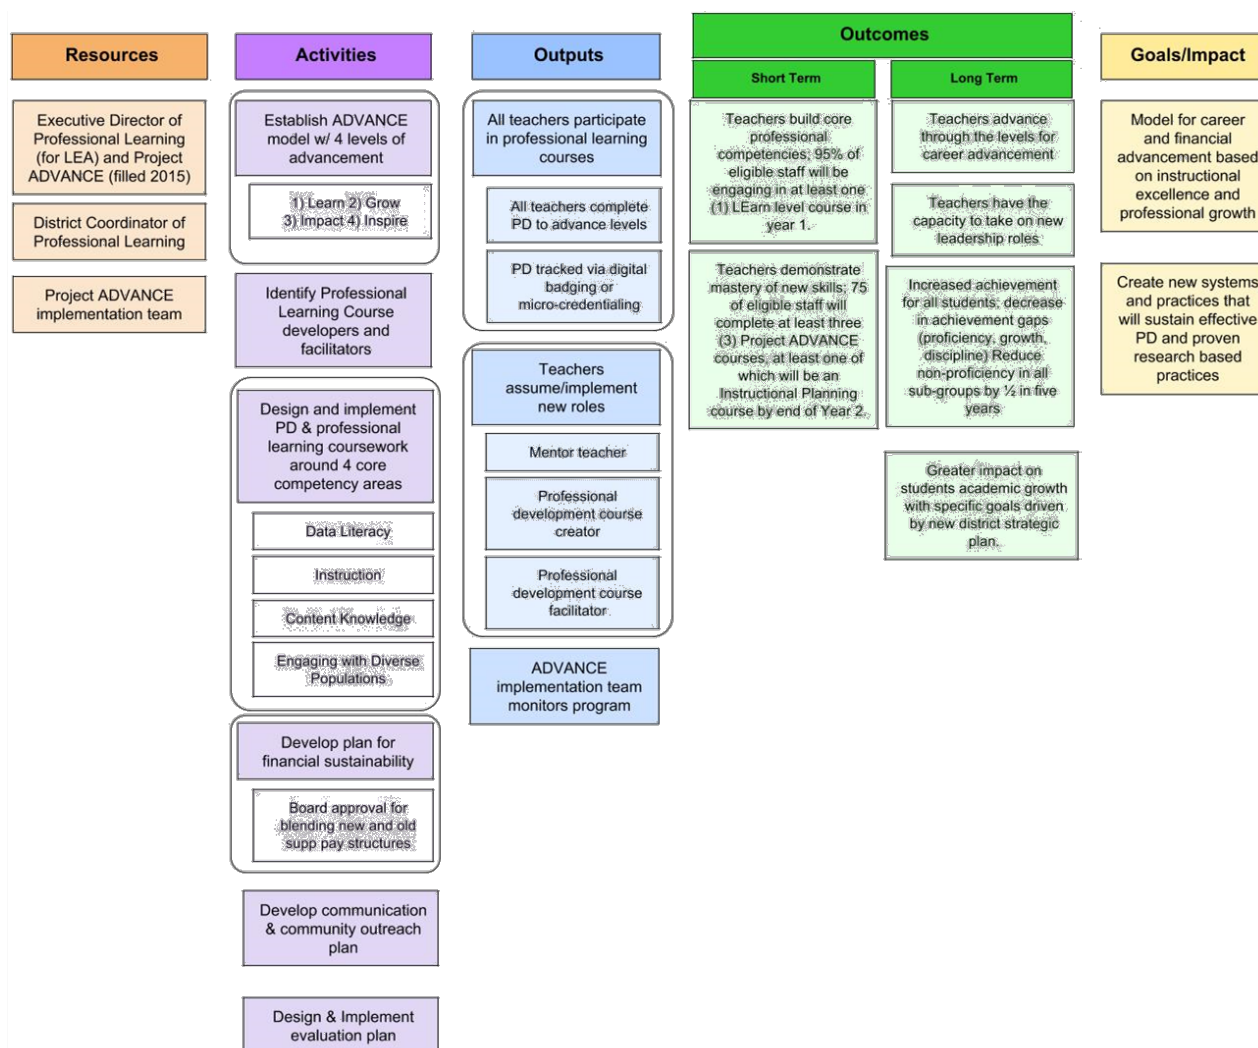 Resources
Executive Director of
Professional Learning
(for LEA) and Project
ADVANCE (filled 2015)
District Coordinator of
Professional Learning
Project ADVANCE
implementation team
Activities
Establish ADVANCE
model w/ 4 levels of
advancement
1) Learn 2) Grow
3) Impact 4) Inspire
Identify Professional
Learning Course
developers and
facilitators
Design and implement
PD & professional
learning coursework
around 4 core
competency areas
Data Literacy
Instruction
Content Knowledge
Engaging with Diverse
Populations
Develop plan for
financial sustainability
Board approval for
blending new and old
supp pay structures
Develop communication
& community outreach
plan
Design & Implement
evaluation plan
Outputs
All teachers participate
in professional learning
courses
All teachers complete
PD to advance levels
PD tracked via digital
badging or
micro-credentialing
Teachers
assume/implement
new roles
Mentor teacher
Professional
development course
creator
Professional
development course
facilitator
ADVANCE
implementation team
monitors program
Outcomes
Short Term
Teachers build core
professional
competencies; 95% of
eligible staff will be
engaging in at least one
(1) LEarn level course in
year 1.
Teachers demonstrate
mastery of new skills; 75
of eligible staff will
complete at least three
(3) Project ADVANCE
courses, at least one of
which will be an
Instructional Planning
course by end of Year 2.
Long Term
Teachers advance
through the levels for
career advancement
Teachers have the
capacity to take on new
leadership roles
Increased achievement
for all students; decrease
in achievement gaps
(proficiency, growth,
discipline) Reduce
non-proficiency in all
sub-groups by ½ in five
years
Greater impact on
students academic growth
with specific goals driven
by new district strategic
plan.
Goals/Impact
Model for career
and financial
advancement based
on instructional
excellence and
professional growth
Create new systems
and practices that
will sustain effective
PD and proven
research based
practices